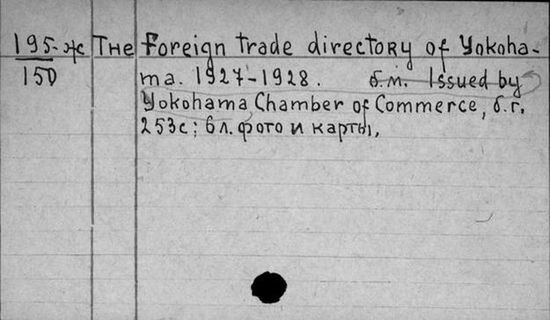 195-ж The Foreign trade directory of Yokoha-
150 ma. 1927-1928. б.м. Issued by
Yokohama Chamber of Commerce, б.г.
253с; 6л. фото и карты,